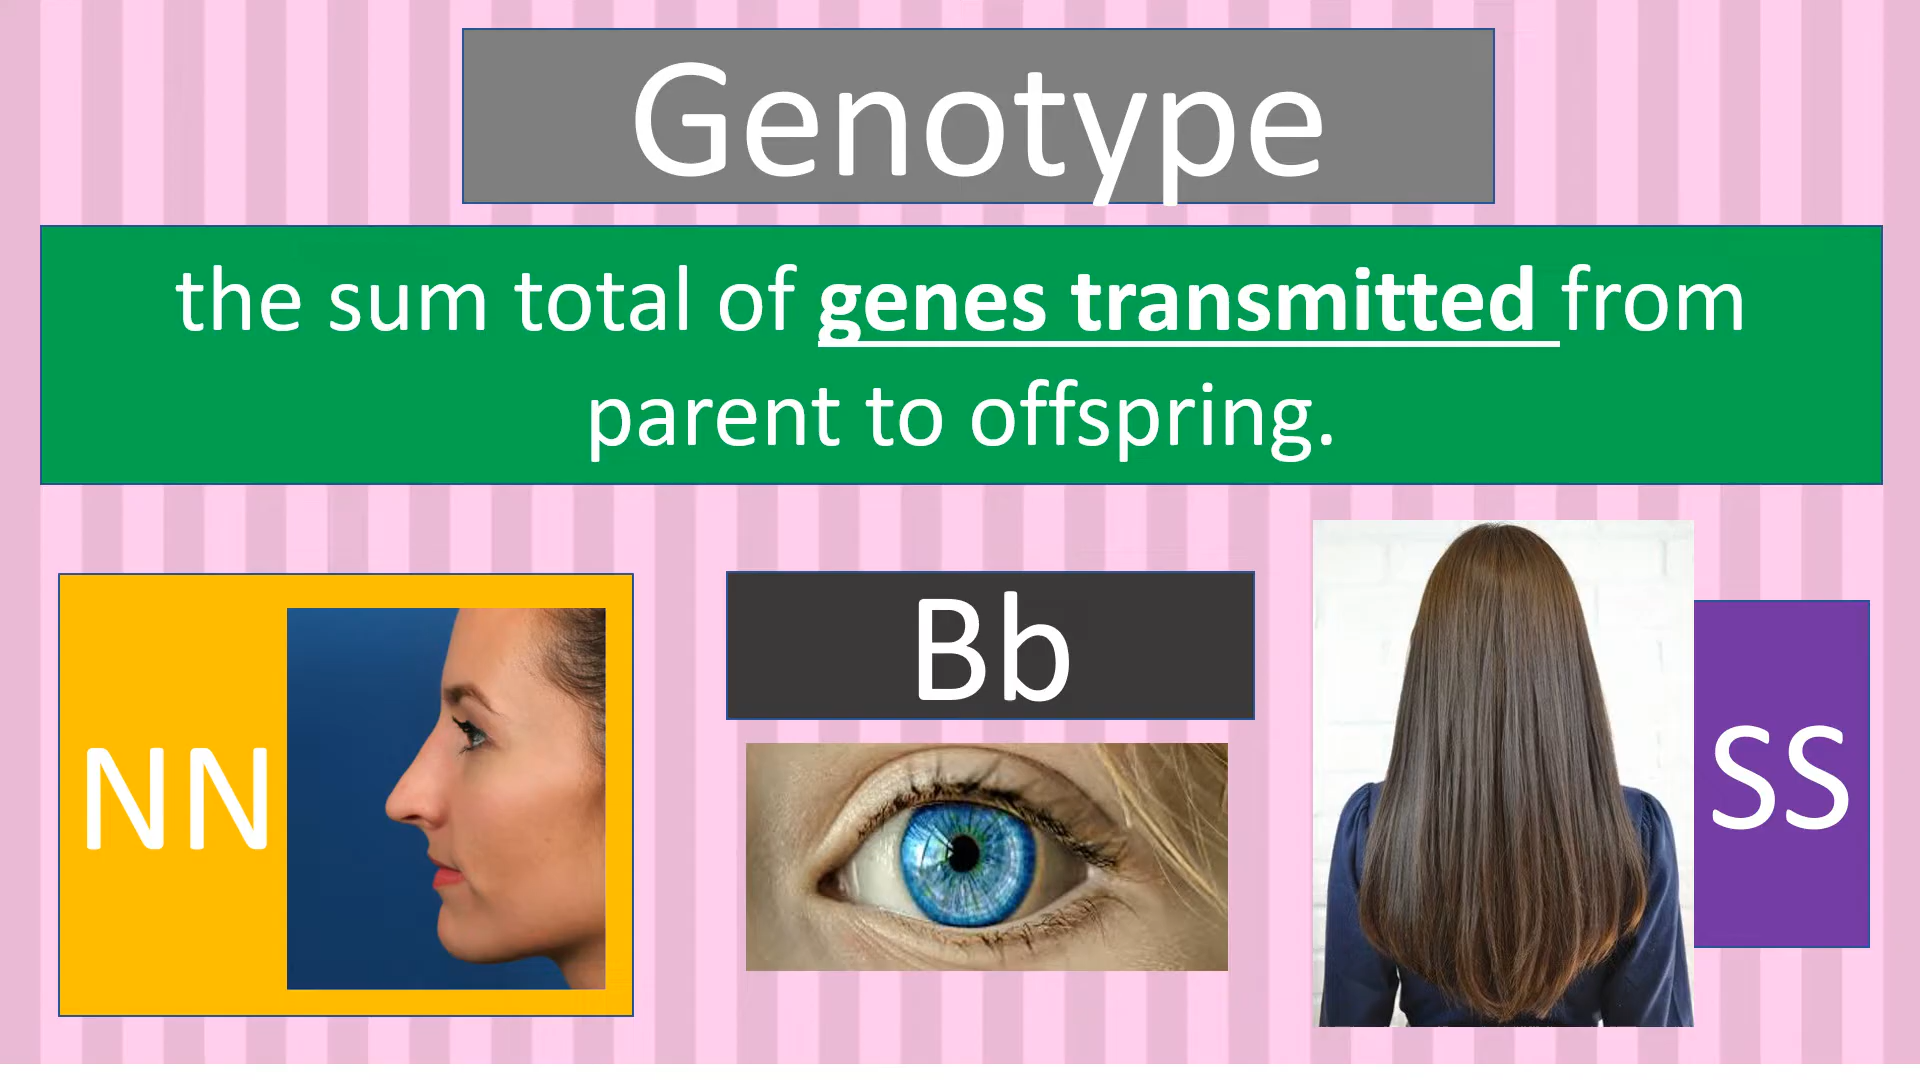 Genotype
the sum total of genes transmitted from
parent to offspring.
NN
Bb
SS